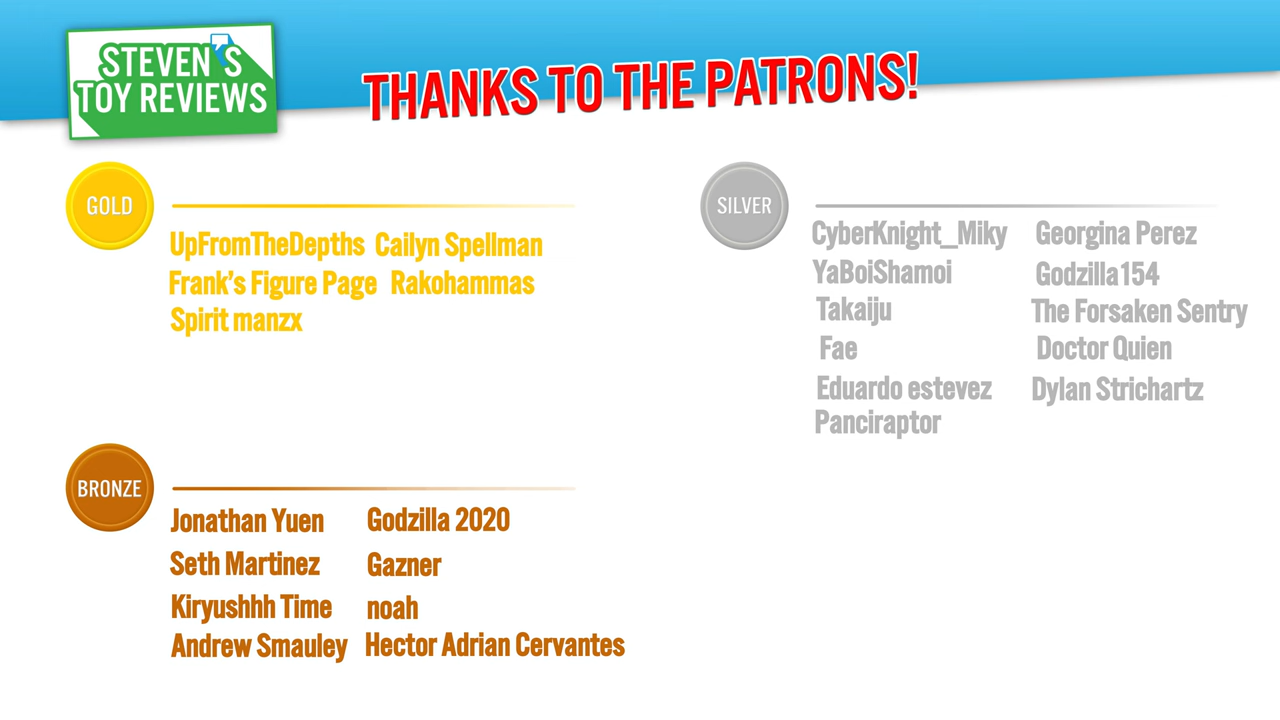 STEVEN'S
TOY REVIEWS
THANKS TO THE PATRONS!
GOLD
UpFromTheDepths Cailyn Spellman
Frank's Figure Page Rakohammas
Spirit manzx
SILVER
CyberKnight_Miky Georgina Perez
YaBoiShamoi Godzilla154
Takaiju The Forsaken Sentry
Fae Doctor Quien
Eduardo estevez Dylan Strichartz
Panciraptor
BRONZE
Jonathan Yuen Godzilla 2020
Seth Martinez Gazner
Kiryushhh Time noah
Andrew Smauley Hector Adrian Cervantes